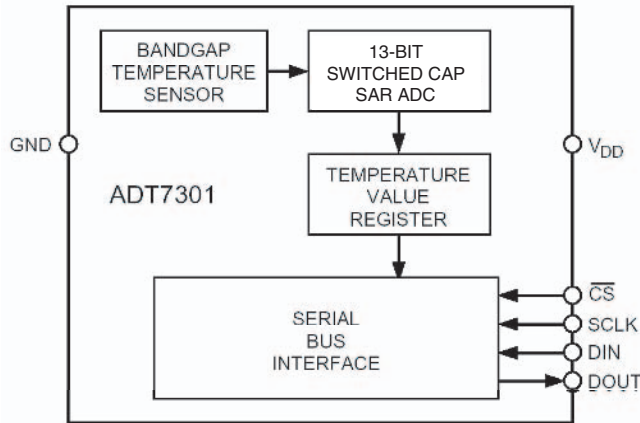 BANDGAP
TEMPERATURE
SENSOR
13-BIT
SWITCHED CAP
SAR ADC
GND
VDD
ADT7301
TEMPERATURE
VALUE
REGISTER
SERIAL
BUS
INTERFACE
CS
SCLK
DIN
DOUT